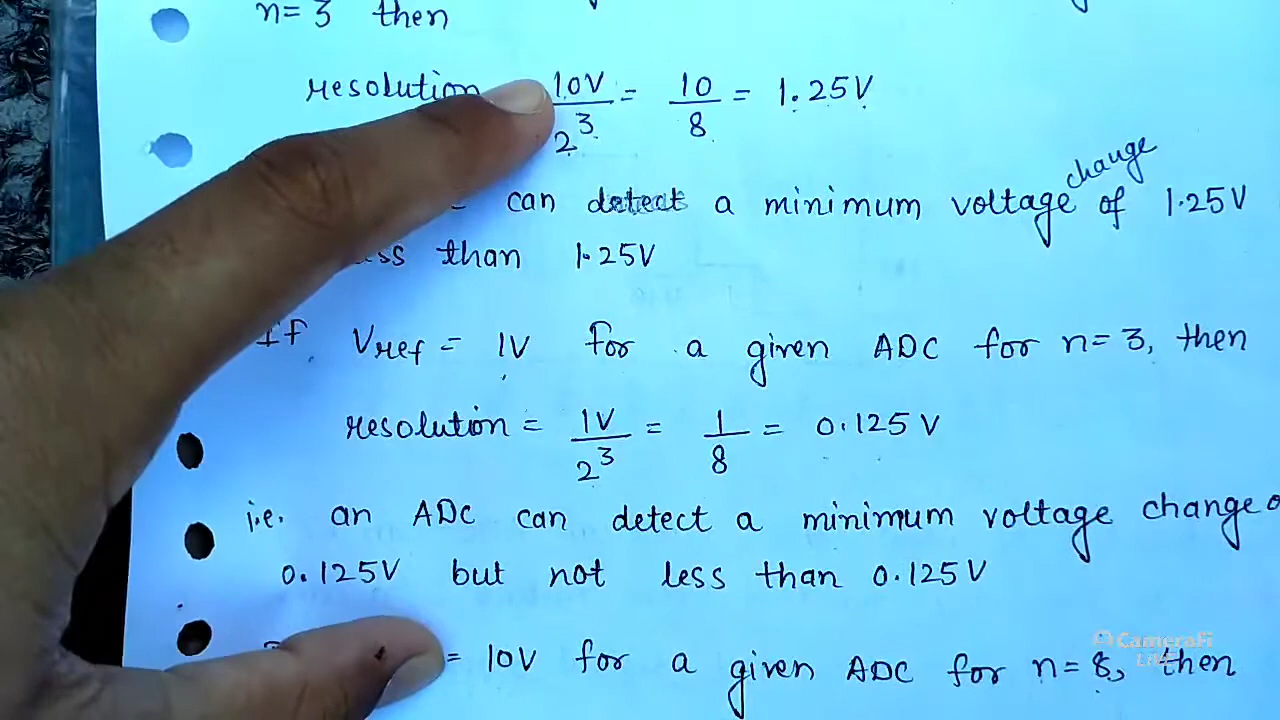 n= 3 then
resolution 10V/2^3 = 10/8 = 1.25V
can detect a minimum voltage change of 1.25V
than 1.25V
If Vref = 1V for a given ADC for n= 3, then
resolution = 1V/2^3 = 1/8 = 0.125 V
i.e. an ADC can detect a minimum voltage change
0.125V but not less than 0.125V
= 10V for a given ADC for n= 8, then
CameraFi
LIVE